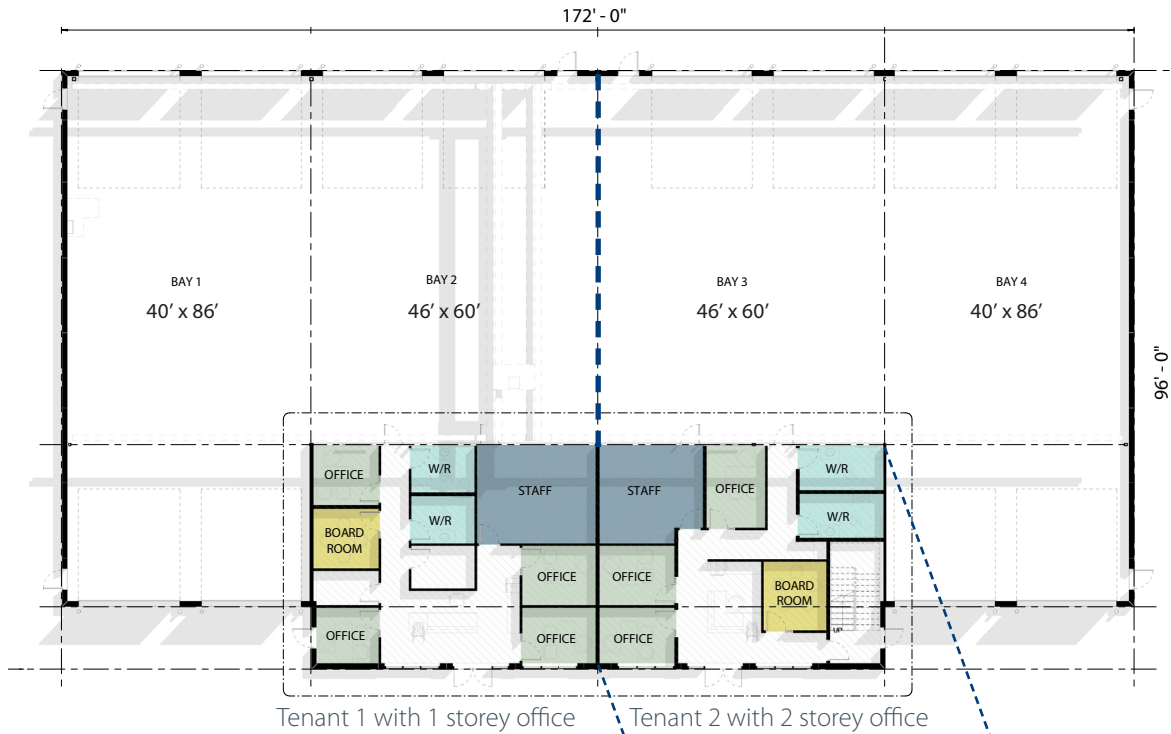 172' - 0"
BAY 1
40’ x 86’
BAY 2
46’ x 60’
BAY 3
46’ x 60’
BAY 4
40’ x 86’
96' - 0"
OFFICE
W/R
STAFF
STAFF
OFFICE
W/R
W/R
W/R
BOARD
ROOM
OFFICE
OFFICE
BOARD
ROOM
OFFICE
OFFICE
OFFICE
UP
Tenant 1 with 1 storey office
Tenant 2 with 2 storey office